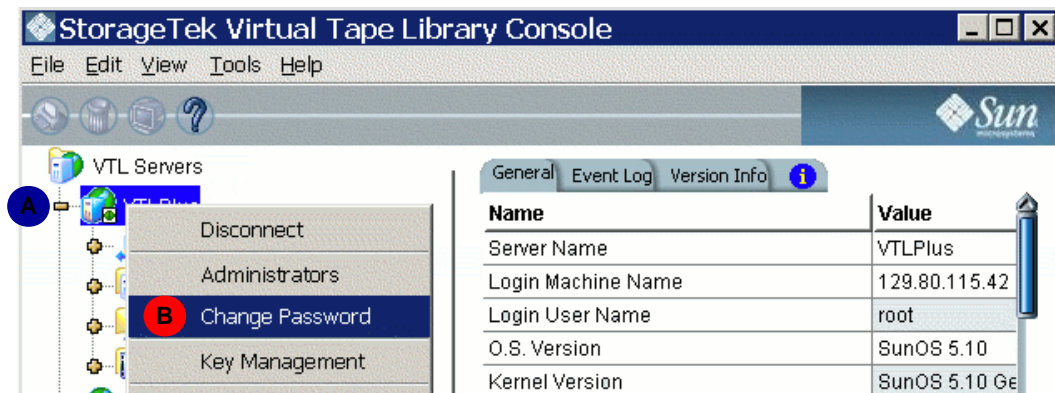 StorageTek Virtual Tape Library Console
File Edit View Tools Help
Sun
microsystems
VTL Servers
A
VTLPlus
Disconnect
Administrators
B Change Password
Key Management
General Event Log Version Info i
Name Value
Server Name VTLPlus
Login Machine Name 129.80.115.42
Login User Name root
O.S. Version SunOS 5.10
Kernel Version SunOS 5.10 Ge